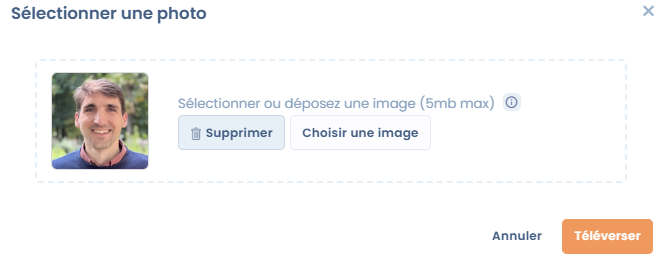 Sélectionner une photo
Sélectionner ou déposez une image (5mb max)
Supprimer
Choisir une image
Annuler
Téléverser